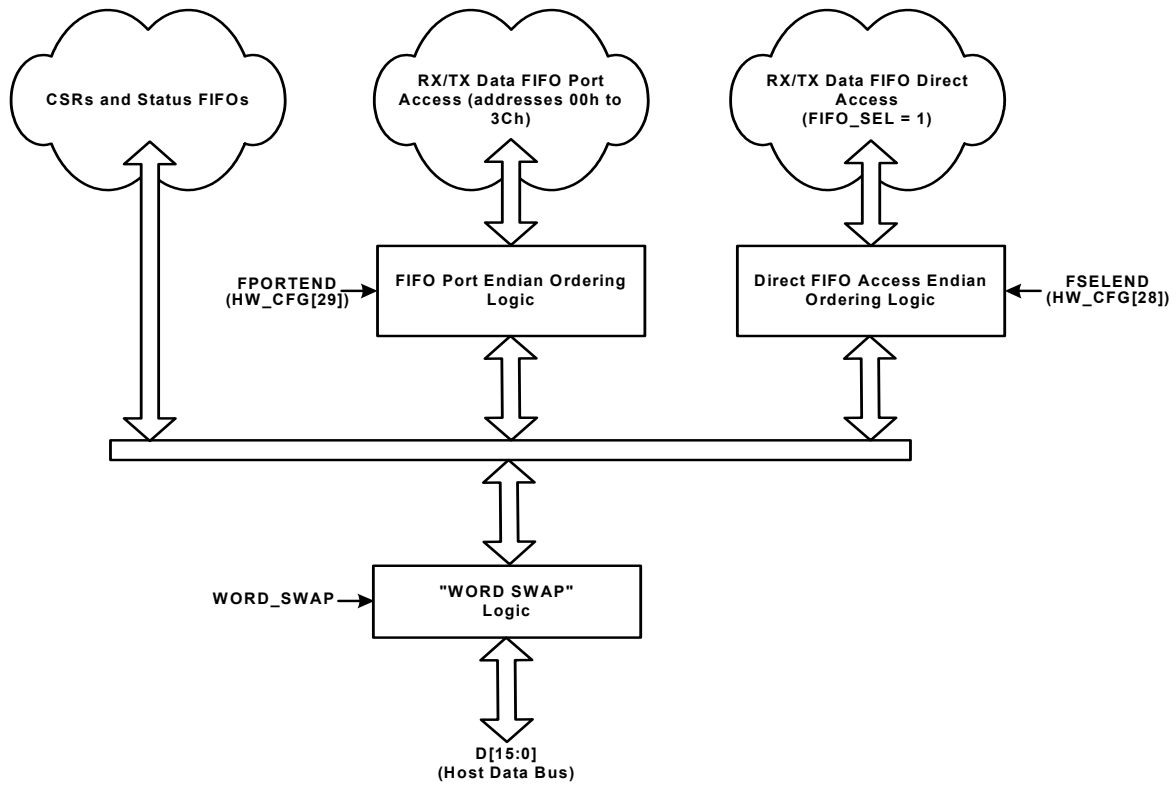 CSRs and Status FIFOs
RX/TX Data FIFO Port
Access (addresses 00h to
3Ch)
RX/TX Data FIFO Direct
Access
(FIFO_SEL = 1)
FPORTEND
(HW_CFG[29])
FIFO Port Endian Ordering
Logic
Direct FIFO Access Endian
Ordering Logic
FSELEND
(HW_CFG[28])
WORD_SWAP
"WORD SWAP"
Logic
D[15:0]
(Host Data Bus)